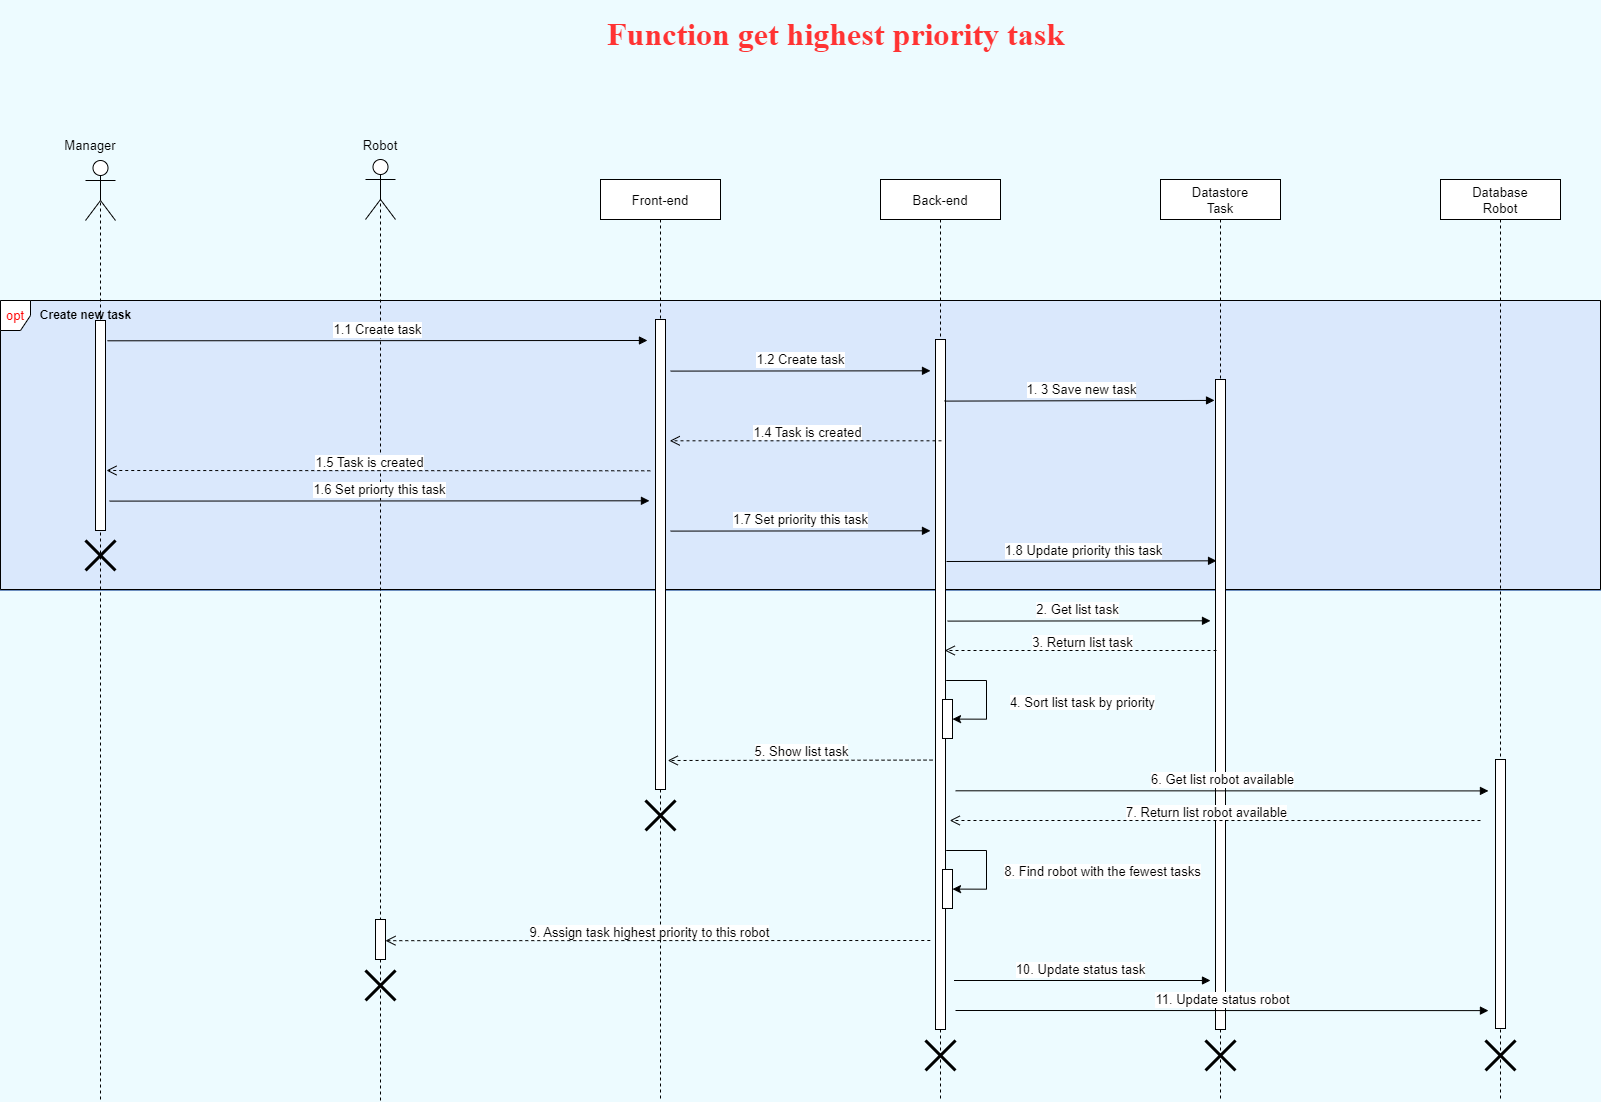 Function get highest priority task
Manager
Robot
Front-end
Back-end
Datastore
Task
Database
Robot
opt
Create new task
1.1 Create task
1.2 Create task
1. 3 Save new task
1.4 Task is created
1.5 Task is created
1.6 Set priorty this task
1.7 Set priority this task
1.8 Update priority this task
2. Get list task
3. Return list task
4. Sort list task by priority
5. Show list task
6. Get list robot available
7. Return list robot available
8. Find robot with the fewest tasks
9. Assign task highest priority to this robot
10. Update status task
11. Update status robot